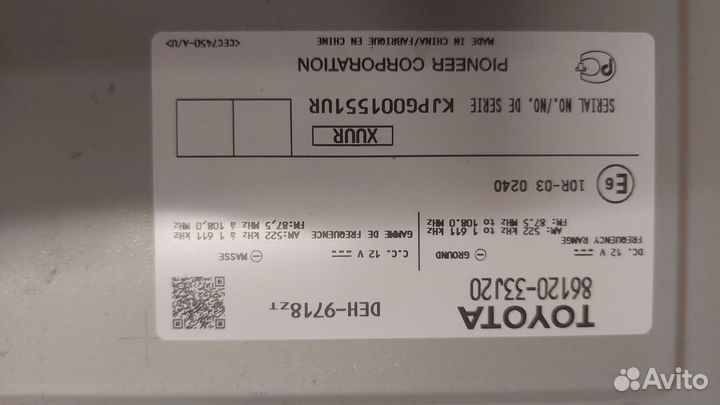 TOYOTA
86120-33J20
DEH-9718ZT
DC. 12 V ⎓ ⊖ GROUND
C.C. 12 V ⎓ ⊖ MASSE
FREQUENCY RANGE
AM: 522 kHz to 1 611 kHz
FM: 87.5 MHz to 108.0 MHz
GAMME DE FREQUENCE
AM:522 kHz à 1 611 kHz
FM:87,5 MHz à 108,0 MHz
E6 10R-03 0240
XUUR
SERIAL NO./NO. DE SERIE KJPG001551UR
PIONEER CORPORATION
MADE IN CHINA/FABRIQUE EN CHINE
<CEC7450-A/U>
PC
Avito